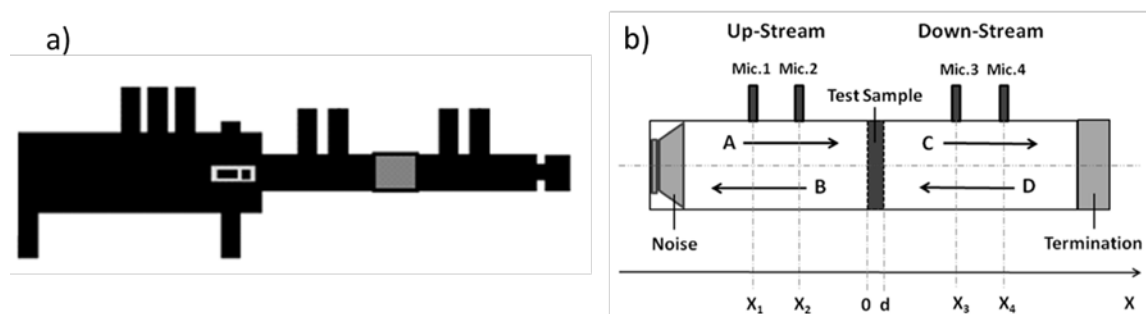 a)
b)
Up-Stream Down-Stream
Mic.1 Mic.2 Mic.3 Mic.4
Test Sample
A C
B D
Noise Termination
X₁ X₂ 0 d X₃ X₄ X